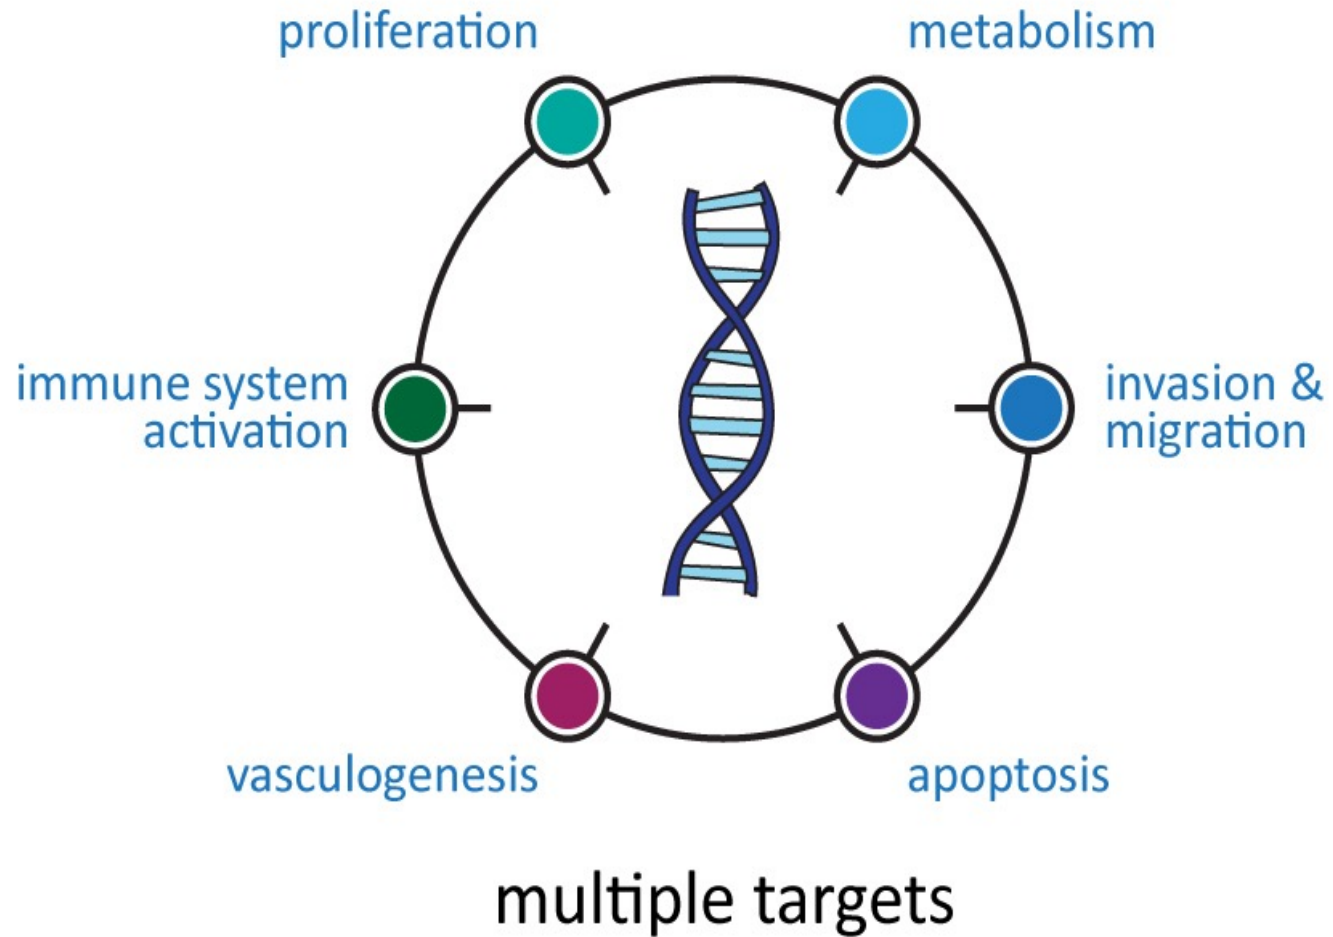 proliferation
metabolism
immune system
activation
invasion &
migration
vasculogenesis
apoptosis
multiple targets